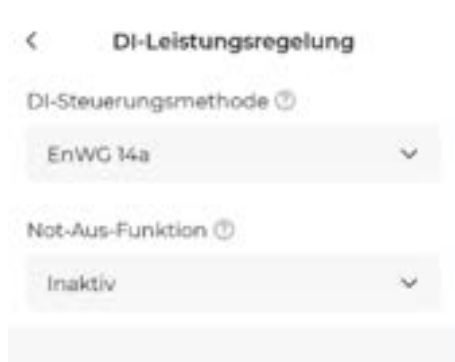 DI-Leistungsregelung
DI-Steuerungsmethode ?
EnWG 14a
Not-Aus-Funktion ?
Inaktiv